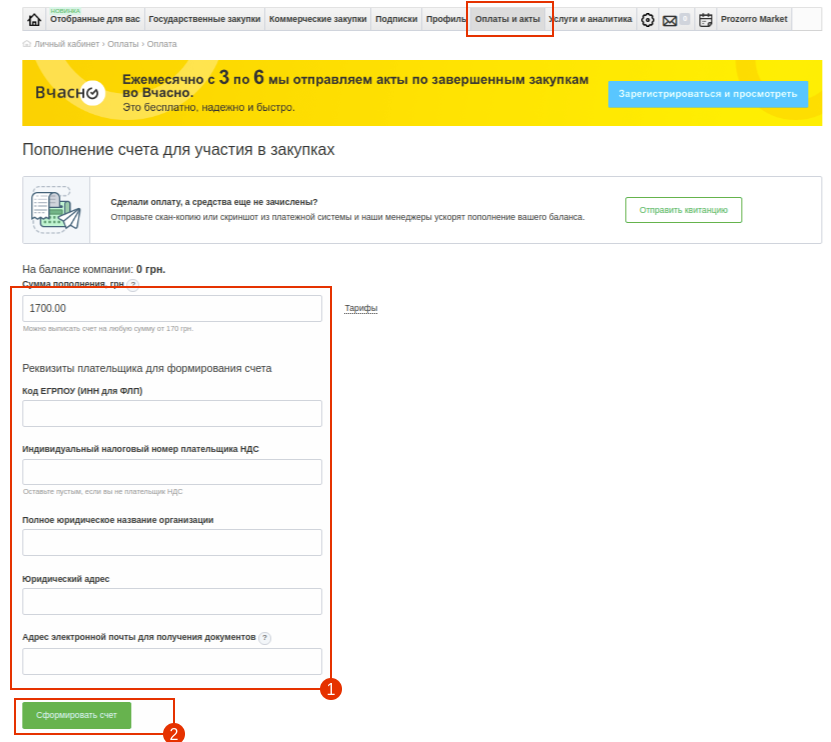 НОВИНКА
Отобранные для вас Государственные закупки Коммерческие закупки Подписки Профиль Оплаты и акты Услуги и аналитика 0 Prozorro Market
Личный кабинет › Оплаты › Оплата
Вчасно
Ежемесячно с 3 по 6 мы отправляем акты по завершенным закупкам
во Вчасно.
Это бесплатно, надежно и быстро.
Зарегистрироваться и просмотреть
Пополнение счета для участия в закупках
Сделали оплату, а средства еще не зачислены?
Отправьте скан-копию или скриншот из платежной системы и наши менеджеры ускорят пополнение вашего баланса.
Отправить квитанцию
На балансе компании: 0 грн.
Сумма пополнения, грн ?
1700.00
Тарифы
Можно выписать счет на любую сумму от 170 грн.
Реквизиты плательщика для формирования счета
Код ЕГРПОУ (ИНН для ФЛП)
Индивидуальный налоговый номер плательщика НДС
Оставьте пустым, если вы не плательщик НДС
Полное юридическое название организации
Юридический адрес
Адрес электронной почты для получения документов ?
1
Сформировать счет
2